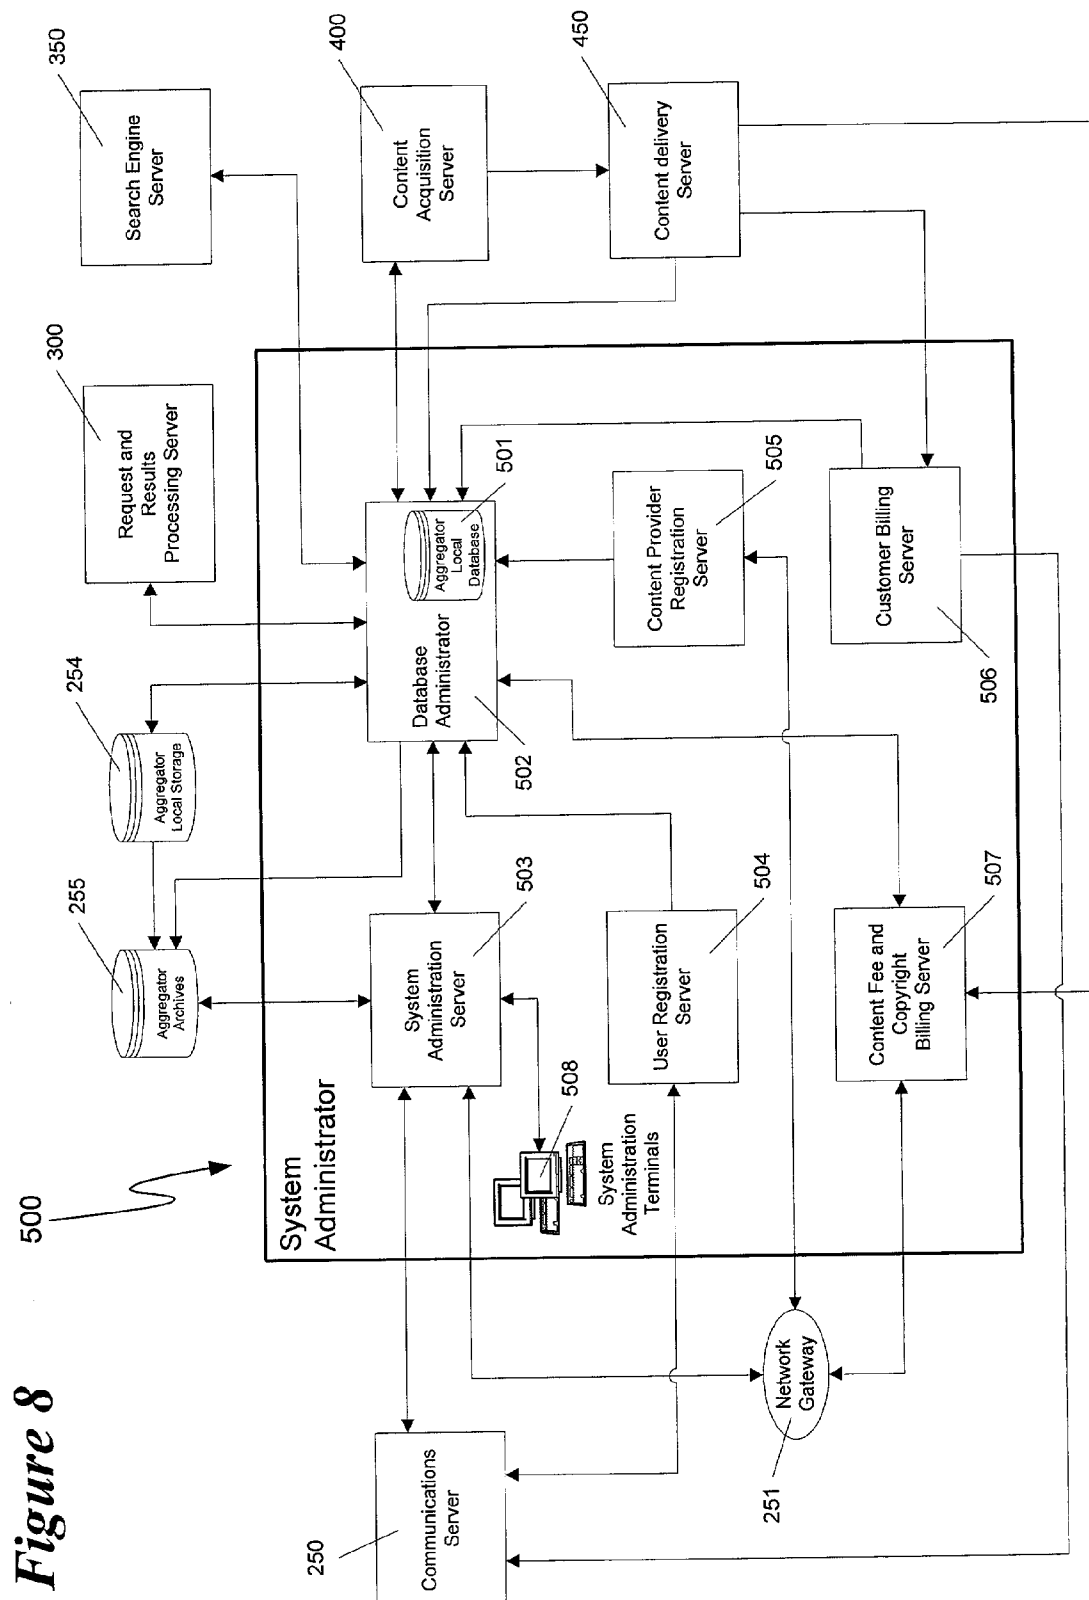 Figure 8
500
System
Administrator
255
Aggregator
Archives
254
Aggregator
Local Storage
300
Request and
Results
Processing Server
350
Search Engine
Server
400
Content
Acquisition
Server
450
Content delivery
Server
250
Communications
Server
System
Administration
Server
503
Database
Administrator
502
Aggregator
Local
Database
501
508
System
Administration
Terminals
User Registration
Server
504
Content Provider
Registration
Server
505
Network
Gateway
251
Content Fee and
Copyright
Billing Server
507
Customer Billing
Server
506